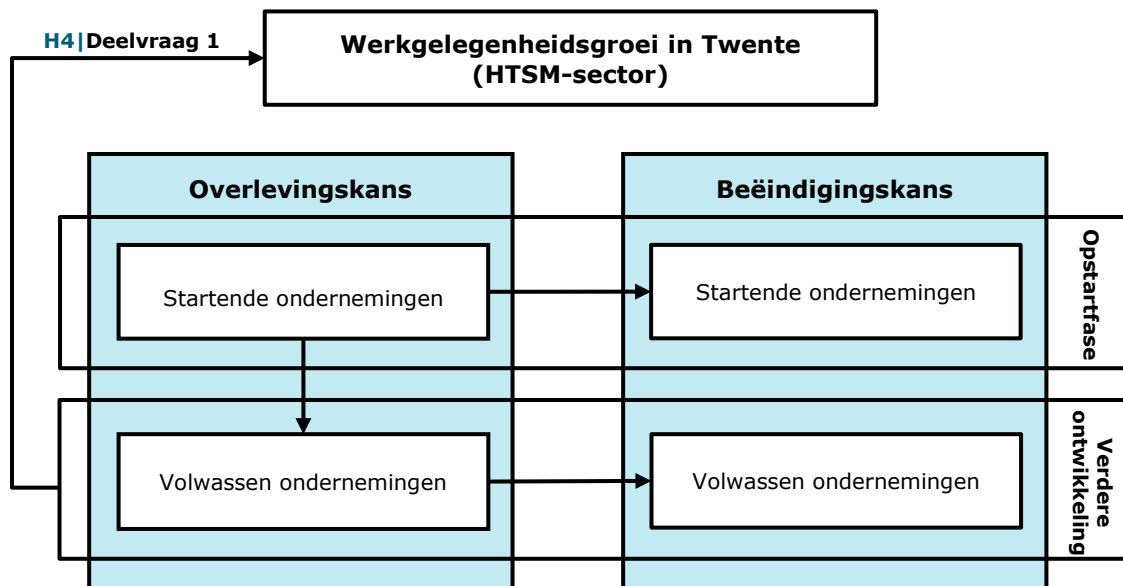 H4|Deelvraag 1
Werkgelegenheidsgroei in Twente
(HTSM-sector)
Overlevingskans
Beëindigingskans
Startende ondernemingen
Startende ondernemingen
Opstartfase
Volwassen ondernemingen
Volwassen ondernemingen
Verdere
ontwikkeling